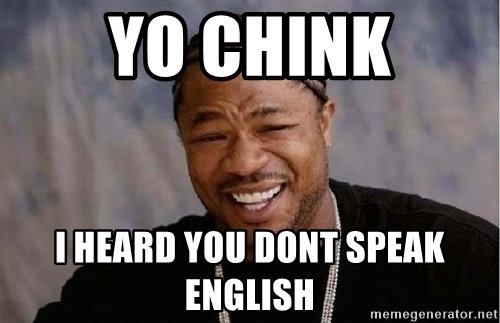 YO CHINK
I HEARD YOU DONT SPEAK
ENGLISH
memegenerator.net